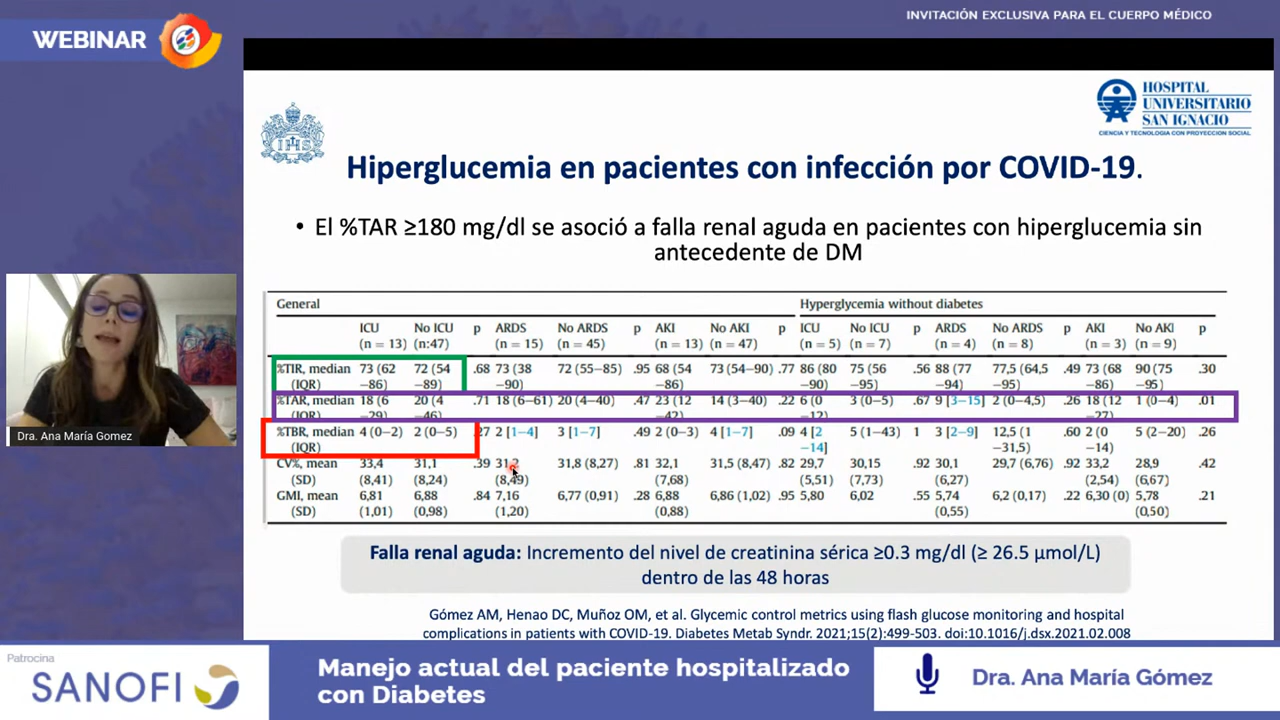 INVITACIÓN EXCLUSIVA PARA EL CUERPO MÉDICO
WEBINAR
HOSPITAL
UNIVERSITARIO
SAN IGNACIO
CIENCIA Y TECNOLOGIA CON PROYECCION SOCIAL
IHS
Hiperglucemia en pacientes con infección por COVID-19.
• El %TAR ≥180 mg/dl se asoció a falla renal aguda en pacientes con hiperglucemia sin
antecedente de DM
General Hyperglycemia without diabetes
ICU No ICU p ARDS No ARDS p AKI No AKI p ICU No ICU p ARDS No ARDS p AKI No AKI p
(n = 13) (n:47) (n = 15) (n = 45) (n = 13) (n = 47) (n = 5) (n = 7) (n = 4) (n = 8) (n = 3) (n = 9)
%TIR, median 73 (62 72 (54 .68 73 (38 72 (55–85) .95 68 (54 73 (54–90) .77 86 (80 75 (56 .56 88 (77 77,5 (64,5 .49 73 (68 90 (75 .30
(IQR) –86) –89) –90) –86) –90) –95) –94) –95) –86) –95)
%TAR, median 18 (6 20 (4 .71 18 (6–61) 20 (4–40) .47 23 (12 14 (3–40) .22 6 (0 3 (0–5) .67 9 [3–15] 2 (0–4,5) .26 18 (12 1 (0–4) .01
(IQR) –29) –46) –42) –12) –27)
%TBR, median 4 (0–2) 2 (0–5) .27 2 [1–4] 3 [1–7] .49 2 (0–3) 4 [1–7] .09 4 [2 5 (1–43) 1 3 [2–9] 12,5 (1 .60 2 (0 5 (2–20) .26
(IQR) –14] –31,5) –14)
CV%, mean 33,4 31,1 .39 31,2 31,8 (8,27) .81 32,1 31,5 (8,47) .82 29,7 30,15 .92 30,1 29,7 (6,76) .92 33,2 28,9 .42
(SD) (8,41) (8,24) (8,49) (7,68) (5,51) (7,73) (6,27) (2,54) (6,67)
GMI, mean 6,81 6,88 .84 7,16 6,77 (0,91) .28 6,88 6,86 (1,02) .95 5,80 6,02 .55 5,74 6,2 (0,17) .22 6,30 (0) 5,78 .21
(SD) (1,01) (0,98) (1,20) (0,88) (0,55) (0,50)
Dra. Ana María Gomez
Falla renal aguda: Incremento del nivel de creatinina sérica ≥0.3 mg/dl (≥ 26.5 μmol/L)
dentro de las 48 horas
Gómez AM, Henao DC, Muñoz OM, et al. Glycemic control metrics using flash glucose monitoring and hospital
complications in patients with COVID-19. Diabetes Metab Syndr. 2021;15(2):499-503. doi:10.1016/j.dsx.2021.02.008
Patrocina
SANOFI
Manejo actual del paciente hospitalizado
con Diabetes
Dra. Ana María Gómez